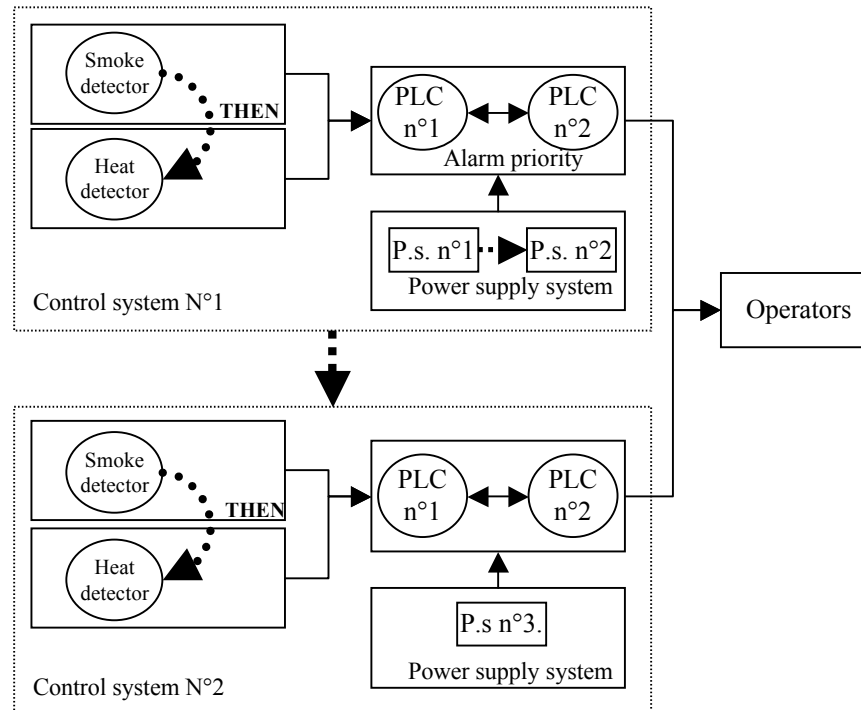 Smoke
detector
THEN
Heat
detector
PLC
n°1
PLC
n°2
Alarm priority
P.s. n°1
P.s. n°2
Power supply system
Control system N°1
Operators
Smoke
detector
THEN
Heat
detector
PLC
n°1
PLC
n°2
P.s n°3.
Power supply system
Control system N°2